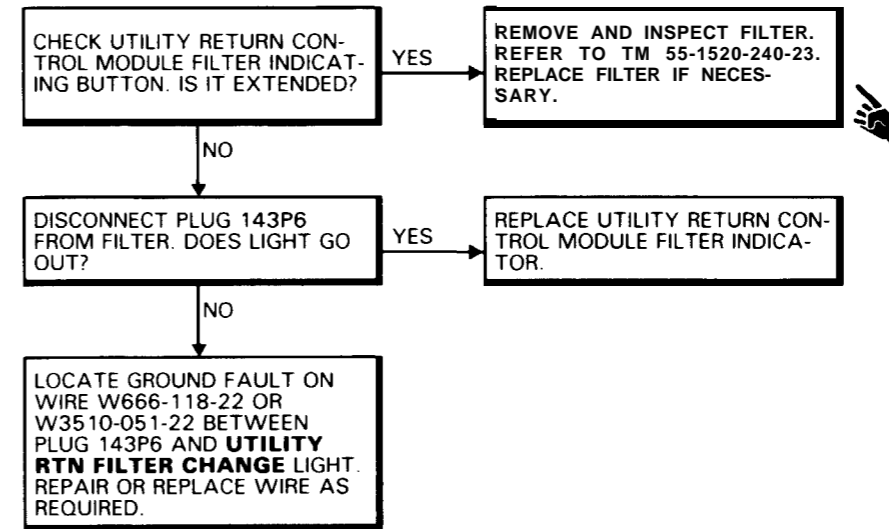 CHECK UTILITY RETURN CON-
TROL MODULE FILTER INDICAT-
ING BUTTON. IS IT EXTENDED?
YES
REMOVE AND INSPECT FILTER.
REFER TO TM 55-1520-240-23.
REPLACE FILTER IF NECES-
SARY.
NO
DISCONNECT PLUG 143P6
FROM FILTER. DOES LIGHT GO
OUT?
YES
REPLACE UTILITY RETURN CON-
TROL MODULE FILTER INDICA-
TOR.
NO
LOCATE GROUND FAULT ON
WIRE W666-118-22 OR
W3510-051-22 BETWEEN
PLUG 143P6 AND UTILITY
RTN FILTER CHANGE LIGHT.
REPAIR OR REPLACE WIRE AS
REQUIRED.